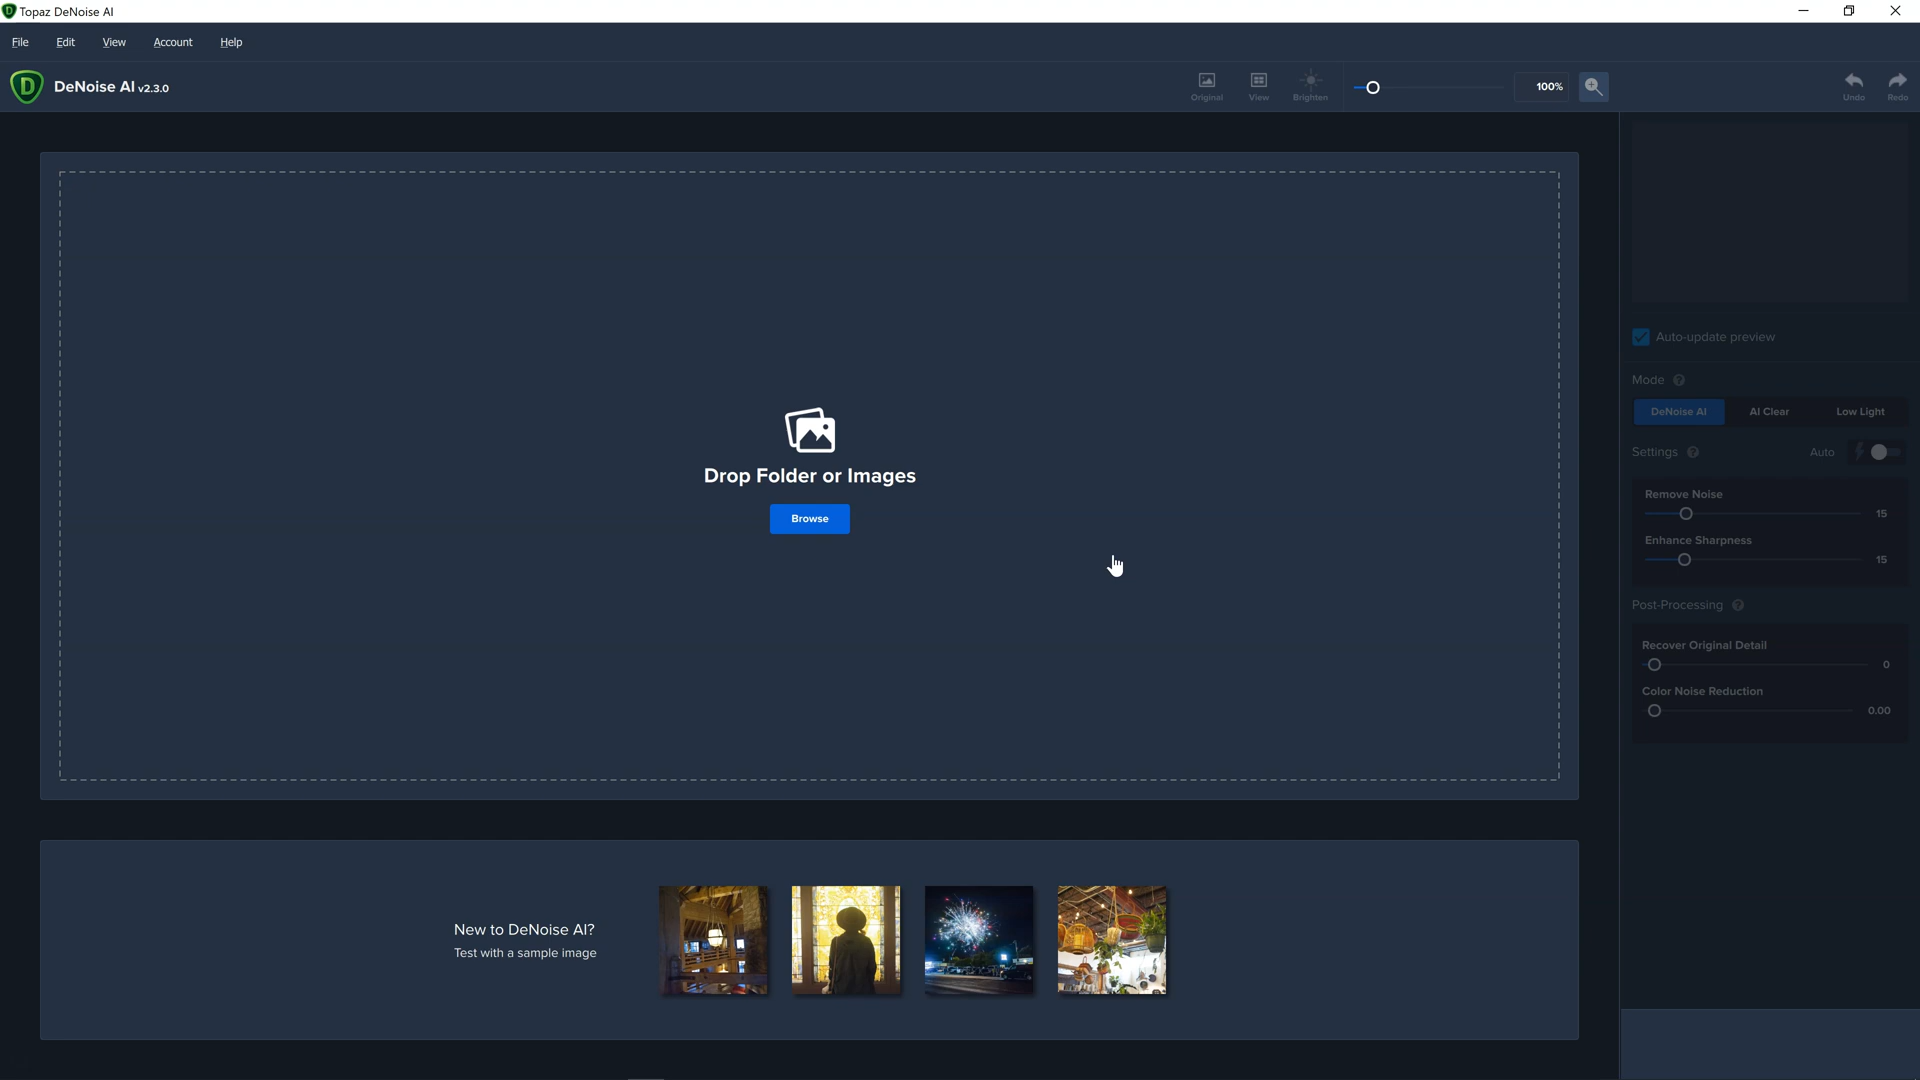 Topaz DeNoise AI
File Edit View Account Help
DeNoise AI v2.3.0
Original View Brighten 100% Undo Redo
Auto-update preview
Mode
DeNoise AI AI Clear Low Light
Settings Auto
Remove Noise
15
Enhance Sharpness
15
Post-Processing
Recover Original Detail
0
Color Noise Reduction
0.00
Drop Folder or Images
Browse
New to DeNoise AI?
Test with a sample image